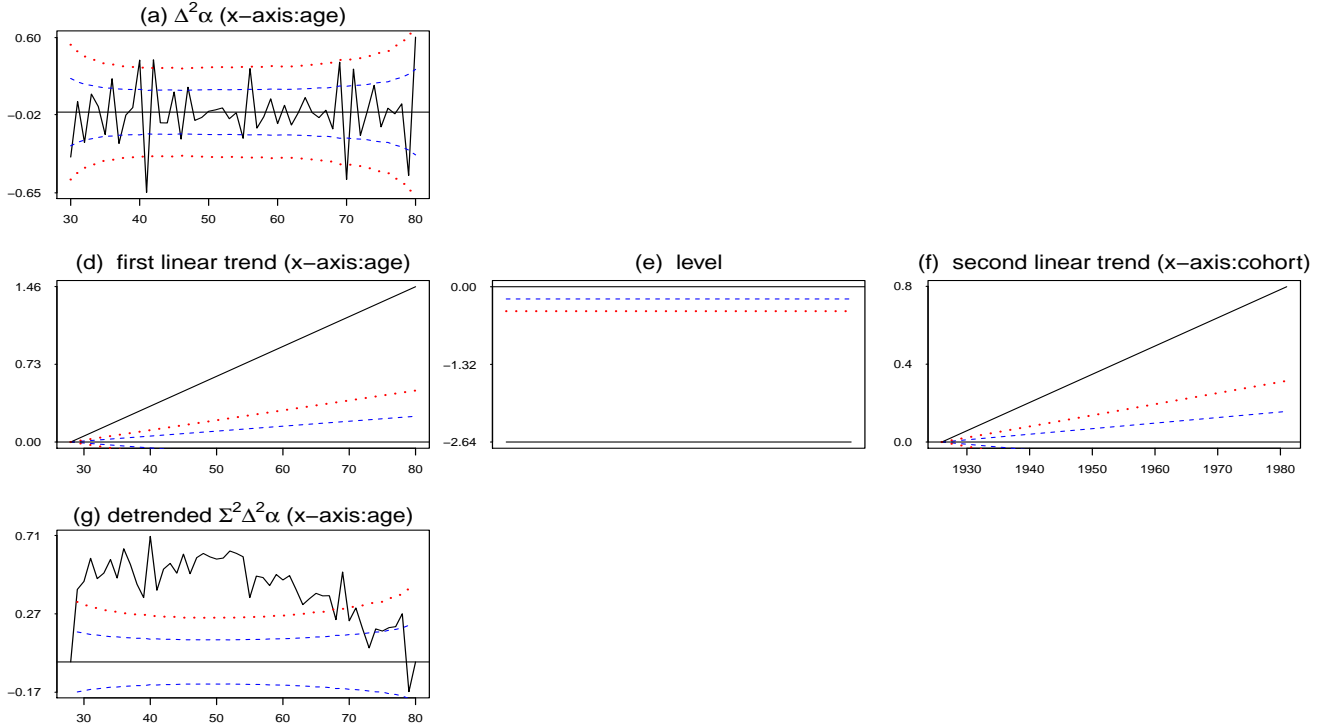 (a) Δ²α (x−axis:age)
0.60
−0.02
−0.65
30 40 50 60 70 80
(d) first linear trend (x−axis:age)
1.46
0.73
0.00
30 40 50 60 70 80
(e) level
0.00
−1.32
−2.64
(f) second linear trend (x−axis:cohort)
0.8
0.4
0.0
1930 1940 1950 1960 1970 1980
(g) detrended Σ²Δ²α (x−axis:age)
0.71
0.27
−0.17
30 40 50 60 70 80